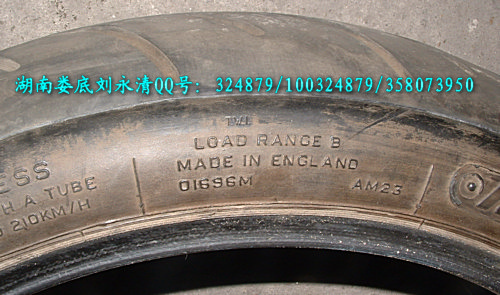 湖南娄底刘永清QQ号: 324879/100324879/358073950
TWI
LOAD RANGE B
MADE IN ENGLAND
01696M AM23
ESS
H A TUBE
210KM/H